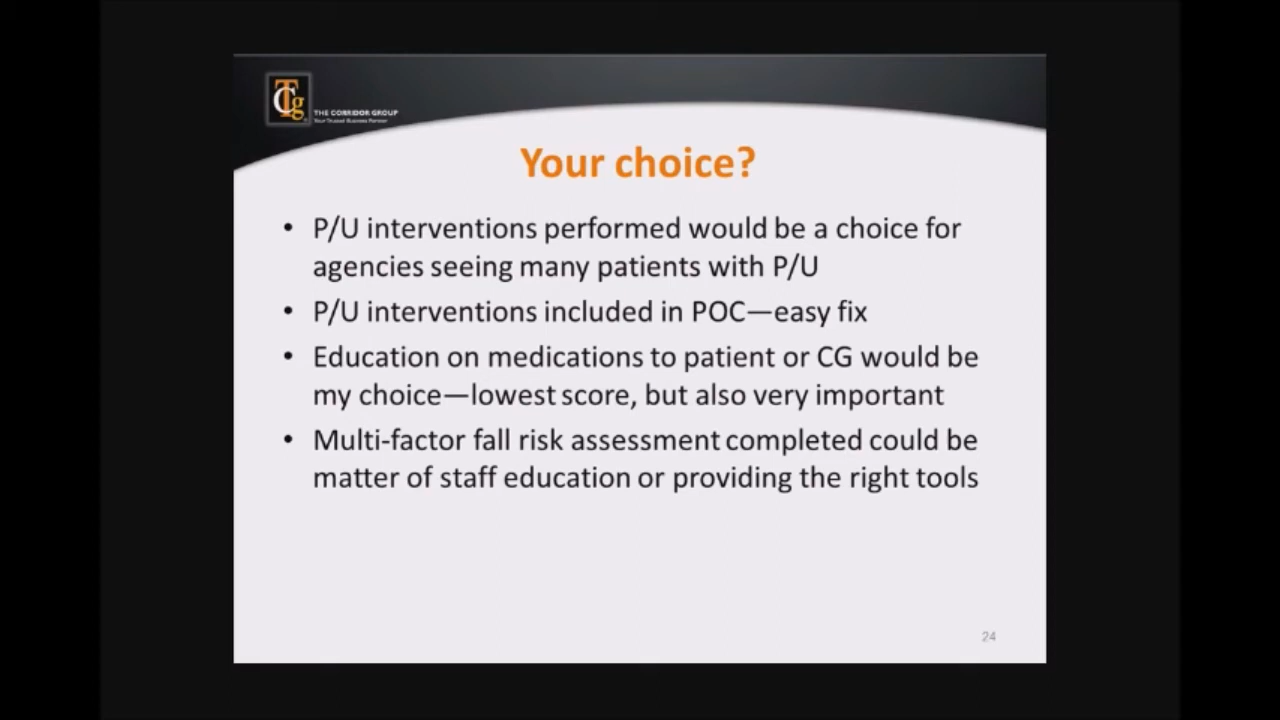 TCg
THE CORRIDOR GROUP
Your Trusted Business Partner
Your choice?
• P/U interventions performed would be a choice for
agencies seeing many patients with P/U
• P/U interventions included in POC—easy fix
• Education on medications to patient or CG would be
my choice—lowest score, but also very important
• Multi-factor fall risk assessment completed could be
matter of staff education or providing the right tools
24